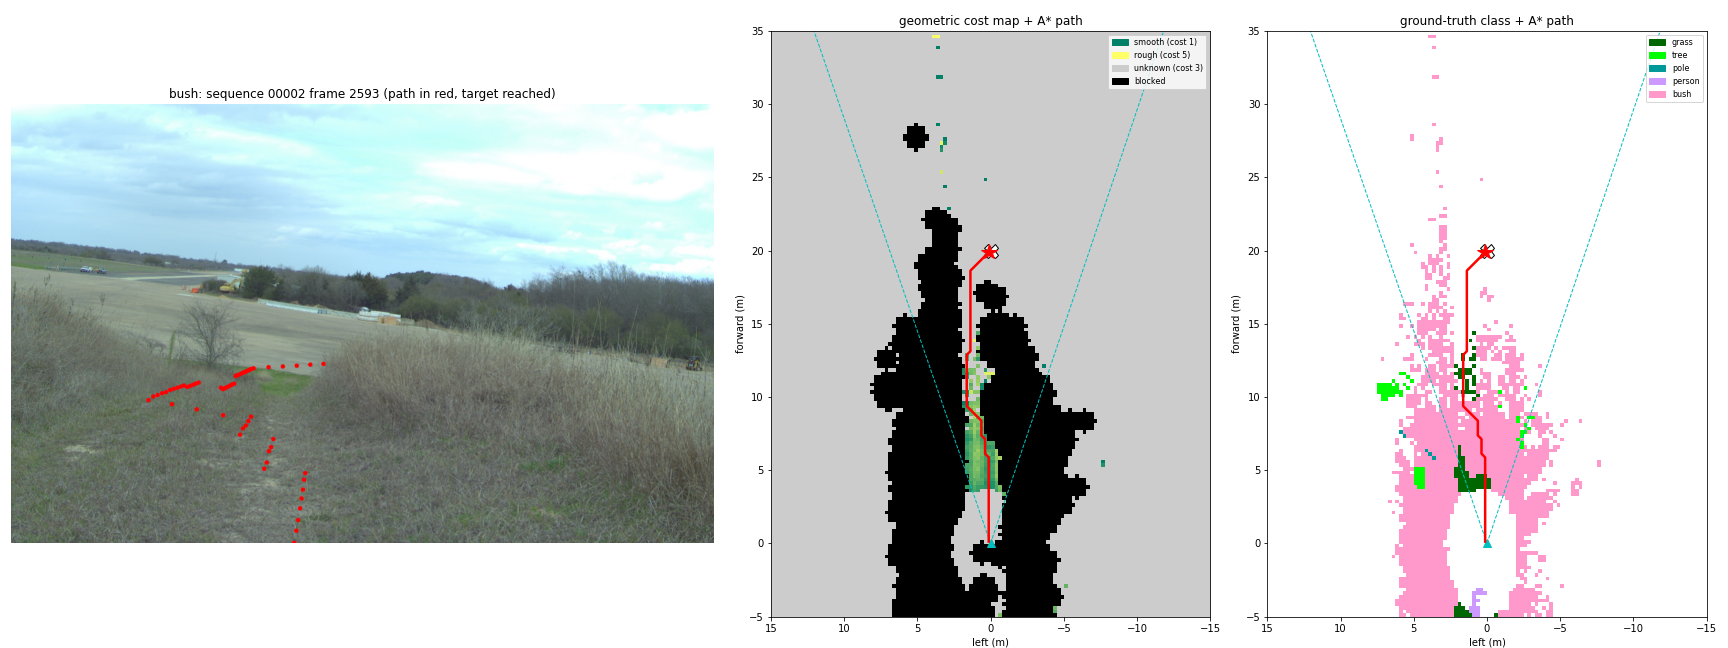 bush: sequence 00002 frame 2593 (path in red, target reached)
geometric cost map + A* path
smooth (cost 1)
rough (cost 5)
unknown (cost 3)
blocked
35
30
25
20
15
10
5
0
−5
forward (m)
15 10 5 0 −5 −10 −15
left (m)
ground-truth class + A* path
grass
tree
pole
person
bush
35
30
25
20
15
10
5
0
−5
forward (m)
15 10 5 0 −5 −10 −15
left (m)